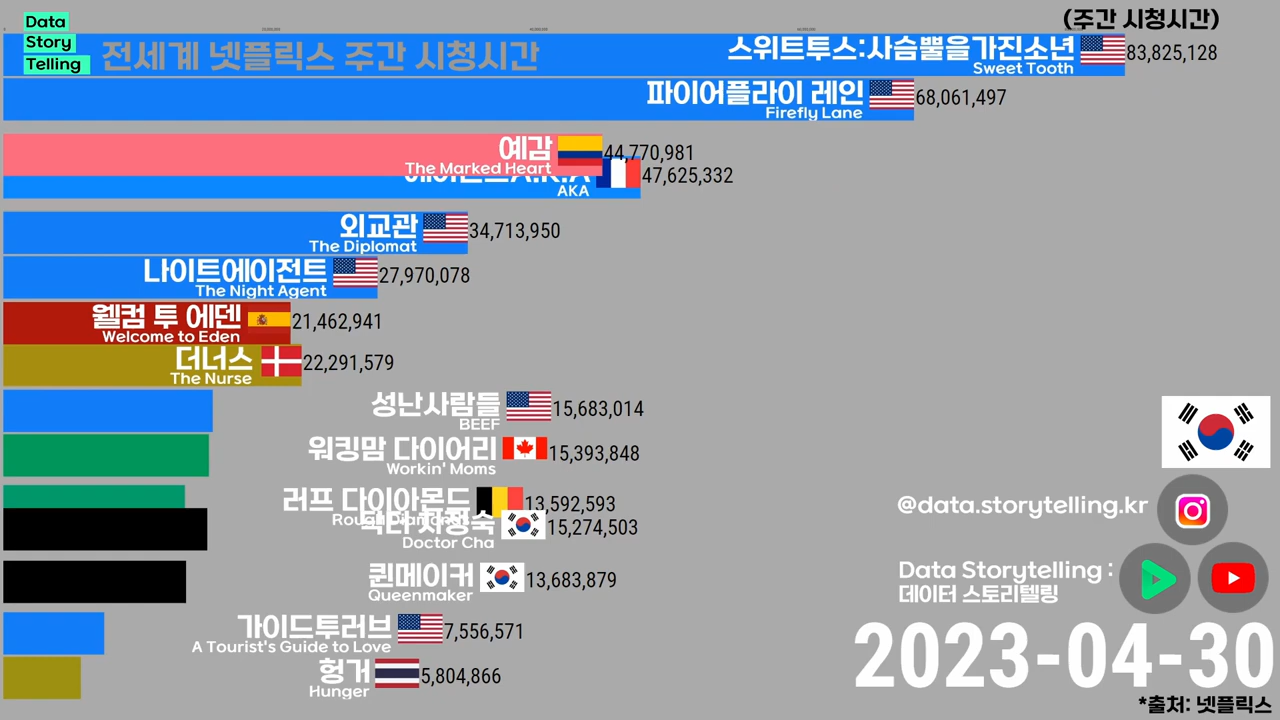 Data
Story
Telling
(주간 시청시간)
전세계 넷플릭스 주간 시청시간
스위트투스:사슴뿔을가진소년
Sweet Tooth
83,825,128
파이어플라이 레인
Firefly Lane
68,061,497
예감
The Marked Heart
44,770,981
AKA
47,625,332
외교관
The Diplomat
34,713,950
나이트에이전트
The Night Agent
27,970,078
웰컴 투 에덴
Welcome to Eden
21,462,941
더너스
The Nurse
22,291,579
성난사람들
BEEF
15,683,014
워킹맘 다이어리
Workin' Moms
15,393,848
러프 다이아몬드
13,592,593
Doctor Cha
15,274,503
퀸메이커
Queenmaker
13,683,879
가이드투러브
A Tourist's Guide to Love
7,556,571
헝거
Hunger
5,804,866
@data.storytelling.kr
Data Storytelling :
데이터 스토리텔링
2023-04-30
*출처: 넷플릭스